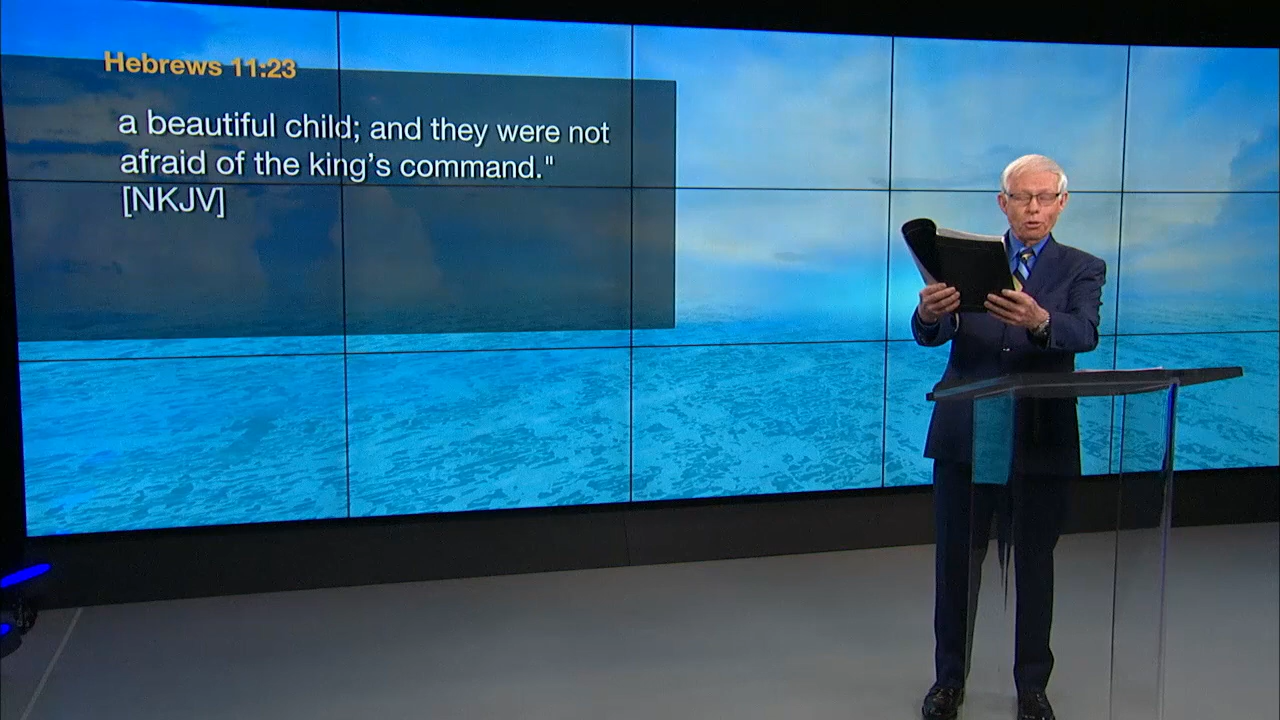 Hebrews 11:23
a beautiful child; and they were not
afraid of the king’s command."
[NKJV]